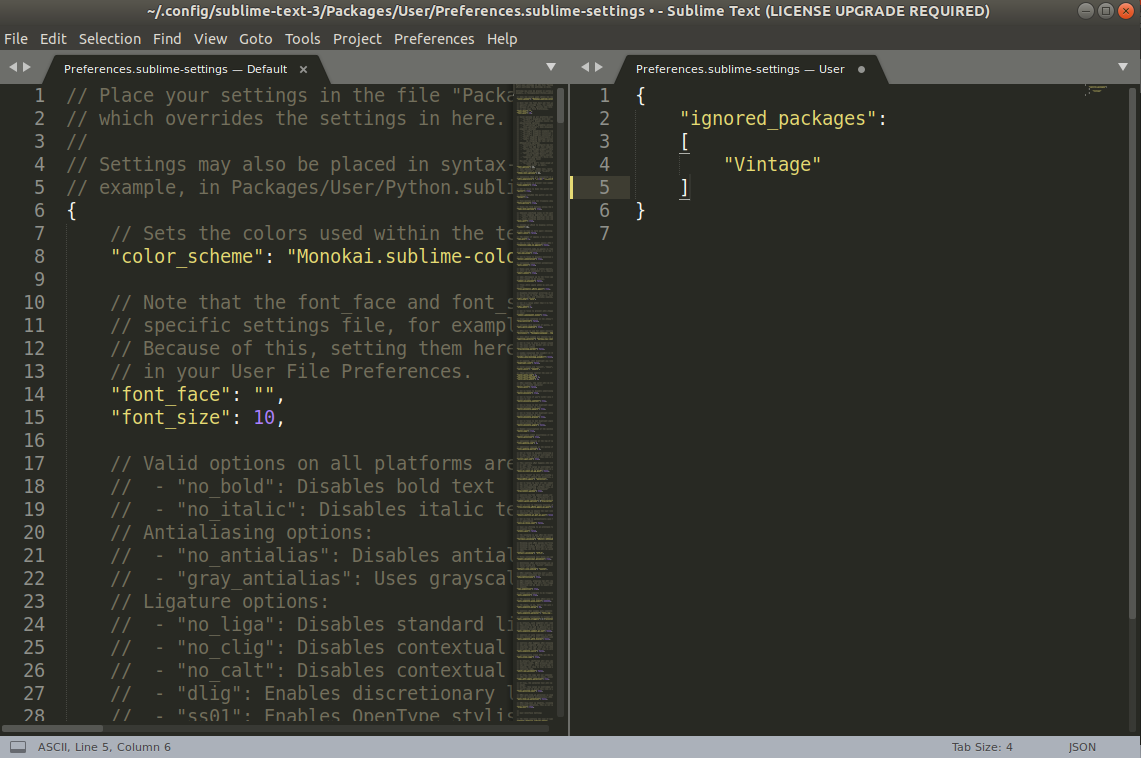 ~/.config/sublime-text-3/Packages/User/Preferences.sublime-settings • - Sublime Text (LICENSE UPGRADE REQUIRED)
File Edit Selection Find View Goto Tools Project Preferences Help
Preferences.sublime-settings — Default
1 // Place your settings in the file "Packa
2 // which overrides the settings in here.
3 //
4 // Settings may also be placed in syntax-
5 // example, in Packages/User/Python.subli
6 {
7 // Sets the colors used within the te
8 "color_scheme": "Monokai.sublime-colo
9
10 // Note that the font_face and font_s
11 // specific settings file, for exampl
12 // Because of this, setting them here
13 // in your User File Preferences.
14 "font_face": "",
15 "font_size": 10,
16
17 // Valid options on all platforms are
18 //  - "no_bold": Disables bold text
19 //  - "no_italic": Disables italic te
20 // Antialiasing options:
21 //  - "no_antialias": Disables antial
22 //  - "gray_antialias": Uses grayscal
23 // Ligature options:
24 //  - "no_liga": Disables standard li
25 //  - "no_clig": Disables contextual
26 //  - "no_calt": Disables contextual
27 //  - "dlig": Enables discretionary l
28 //  - "ss01": Enables OpenType stylis
Preferences.sublime-settings — User
1 {
2 "ignored_packages":
3 [
4 "Vintage"
5 ]
6 }
7
ASCII, Line 5, Column 6
Tab Size: 4
JSON